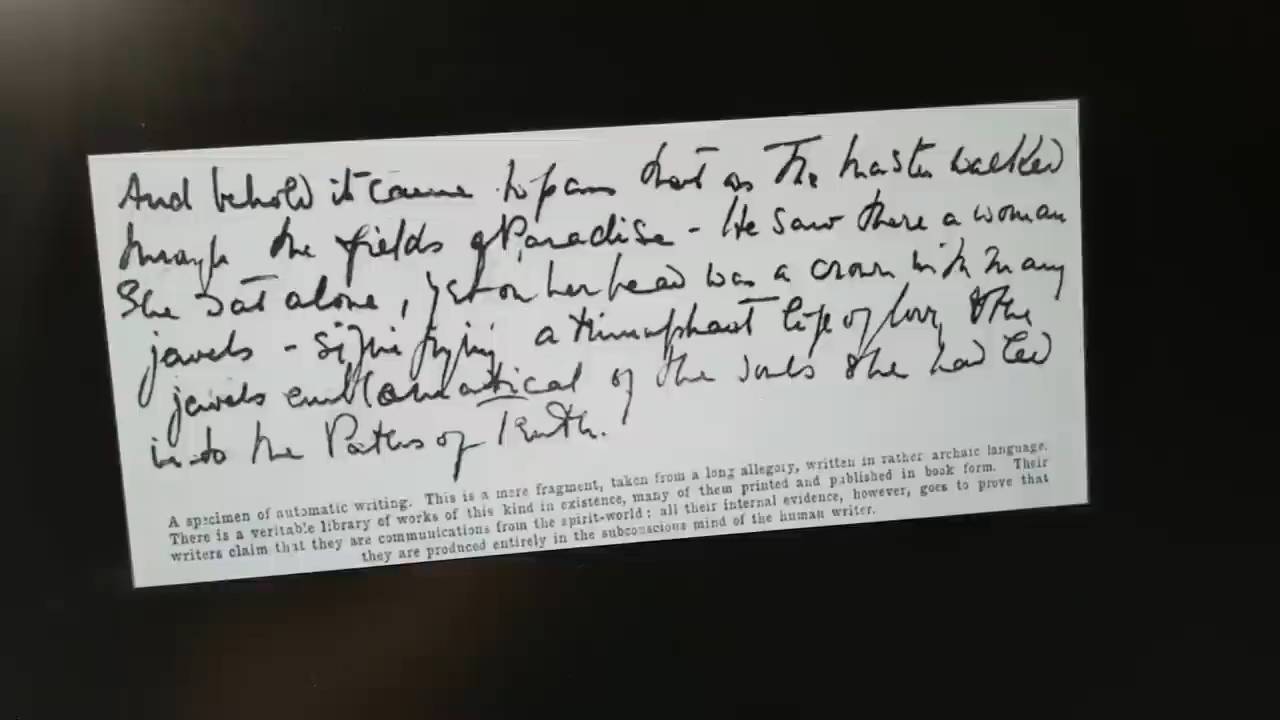 And behold it came to pass that as The Master walked
through the fields of Paradise - He saw there a woman
She sat alone, yet on her head was a crown with many
jewels - signifying a triumphant life of love, & the
jewels emblematical of the souls she had led
into the Paths of Truth.
A specimen of automatic writing. This is a mere fragment, taken from a long allegory, written in rather archaic language.
There is a veritable library of works of this kind in existence, many of them printed and published in book form. Their
writers claim that they are communications from the spirit-world: all their internal evidence, however, goes to prove that
they are produced entirely in the subconscious mind of the human writer.